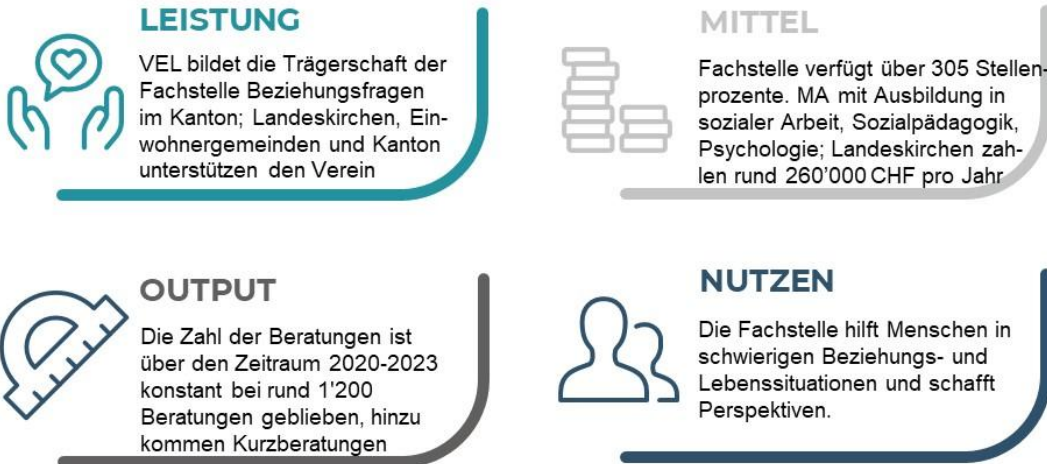 LEISTUNG
VEL bildet die Trägerschaft der
Fachstelle Beziehungsfragen
im Kanton; Landeskirchen, Ein-
wohnergemeinden und Kanton
unterstützen den Verein
MITTEL
Fachstelle verfügt über 305 Stellen-
prozente. MA mit Ausbildung in
sozialer Arbeit, Sozialpädagogik,
Psychologie; Landeskirchen zah-
len rund 260’000 CHF pro Jahr
OUTPUT
Die Zahl der Beratungen ist
über den Zeitraum 2020-2023
konstant bei rund 1'200
Beratungen geblieben, hinzu
kommen Kurzberatungen
NUTZEN
Die Fachstelle hilft Menschen in
schwierigen Beziehungs- und
Lebenssituationen und schafft
Perspektiven.